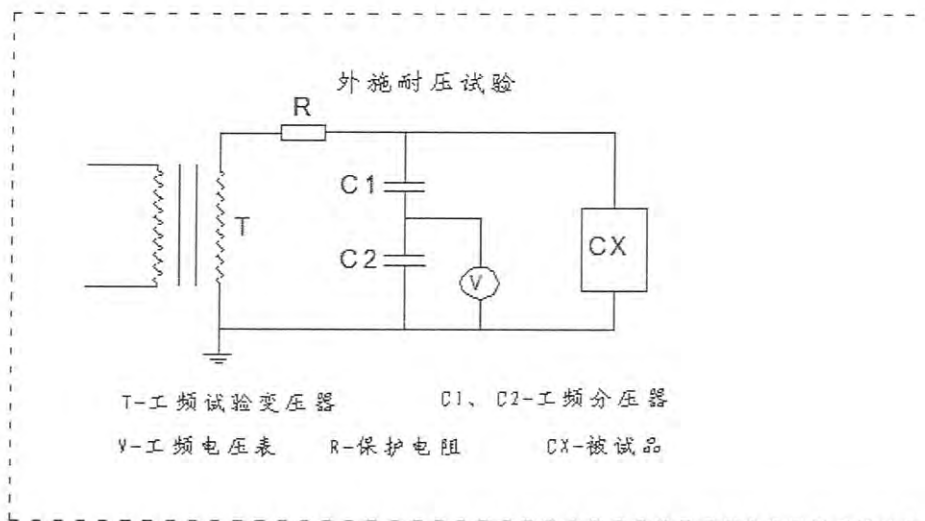 外施耐压试验
R
C1
T
C2
V
CX
T-工频试验变压器
C1、C2-工频分压器
V-工频电压表
R-保护电阻
CX-被试品